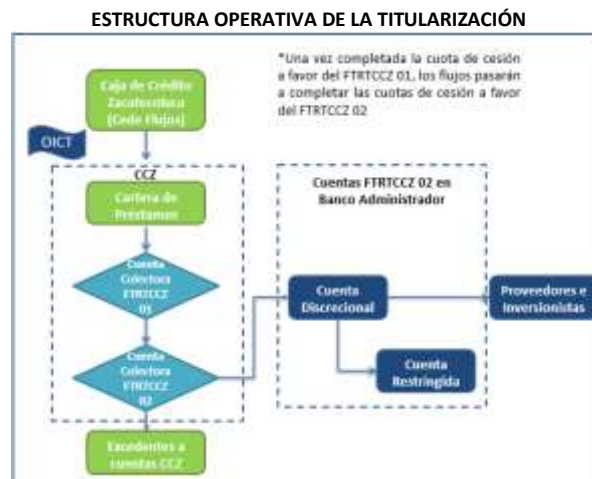 ESTRUCTURA OPERATIVA DE LA TITULARIZACIÓN
*Una vez completada la cuota de cesión
a favor del FTRTCCZ 01, los flujos pasarán
a completar las cuotas de cesión a favor
del FTRTCCZ 02
Caja de Crédito
Zacatecoluca
(Cede Flujos)
OICT
CCZ
Cartera de
Préstamos
Cuenta
Colectora
FTRTCCZ
01
Cuenta
Colectora
FTRTCCZ
02
Excedentes a
cuentas CCZ
Cuentas FTRTCCZ 02 en
Banco Administrador
Cuenta
Discrecional
Cuenta
Restringida
Proveedores e
Inversionistas